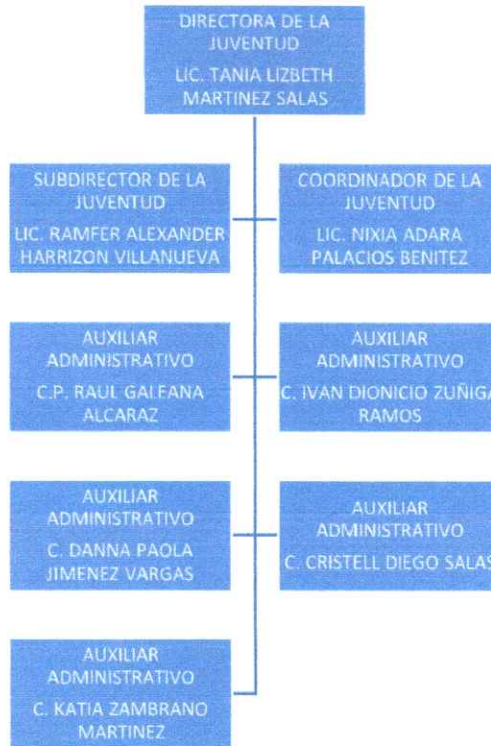 DIRECTORA DE LA
JUVENTUD
LIC. TANIA LIZBETH
MARTINEZ SALAS
SUBDIRECTOR DE LA
JUVENTUD
LIC. RAMFER ALEXANDER
HARRIZON VILLANUEVA
COORDINADOR DE LA
JUVENTUD
LIC. NIXIA ADARA
PALACIOS BENITEZ
AUXILIAR
ADMINISTRATIVO
C.P. RAUL GALEANA
ALCARAZ
AUXILIAR
ADMINISTRATIVO
C. IVAN DIONICIO ZUÑIGA
RAMOS
AUXILIAR
ADMINISTRATIVO
C. DANNA PAOLA
JIMENEZ VARGAS
AUXILIAR
ADMINISTRATIVO
C. CRISTELL DIEGO SALAS
AUXILIAR
ADMINISTRATIVO
C. KATIA ZAMBRANO
MARTINEZ